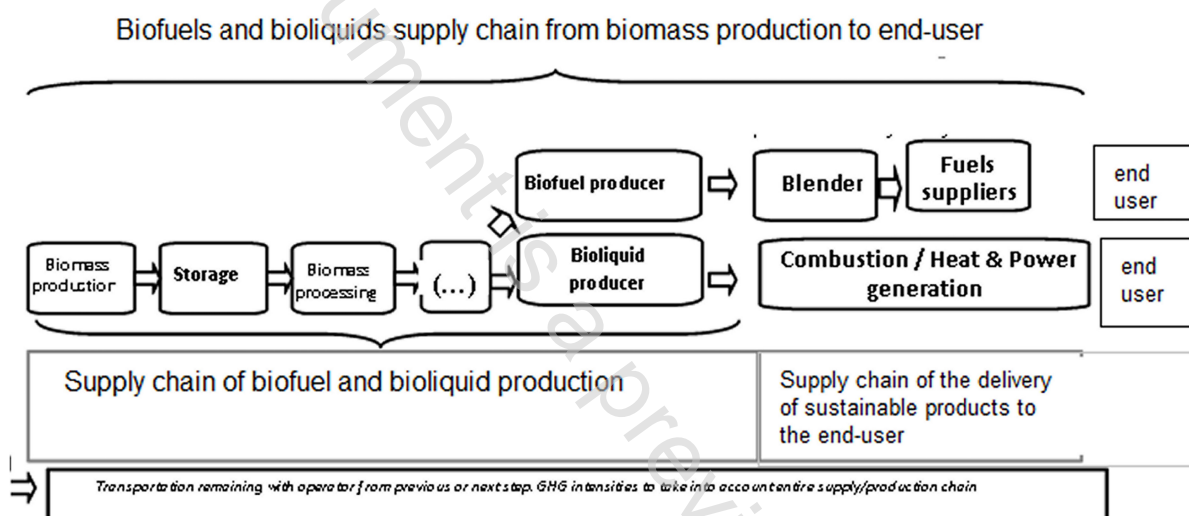 Biofuels and bioliquids supply chain from biomass production to end-user
Biofuel producer
Blender
Fuels
suppliers
end
user
Biomass
production
Storage
Biomass
processing
(...)
Bioliquid
producer
Combustion / Heat & Power
generation
end
user
Supply chain of biofuel and bioliquid production
Supply chain of the delivery
of sustainable products to
the end-user
Transportation remaining with operator from previous or next step. GHG intensities to take into account entire supply/production chain
ument is a previ